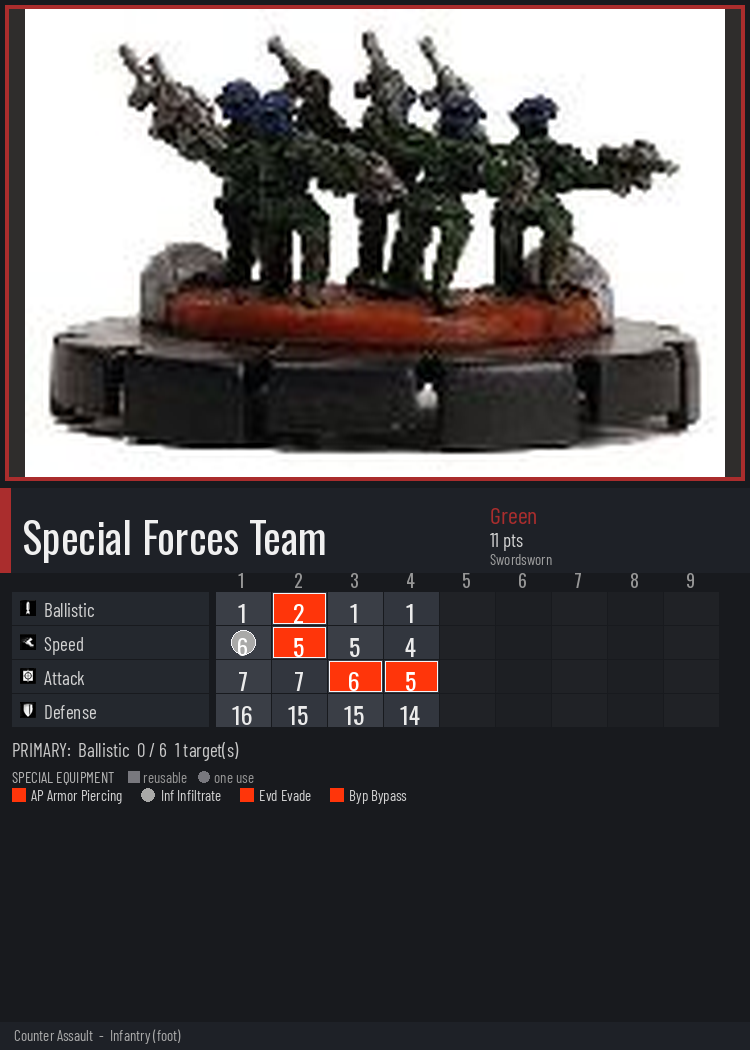 Special Forces Team
Green
11 pts
Swordsworn
1 2 3 4 5 6 7 8 9
Ballistic 1 2 1 1
Speed 6 5 5 4
Attack 7 7 6 5
Defense 16 15 15 14
PRIMARY: Ballistic 0 / 6 1 target(s)
SPECIAL EQUIPMENT reusable one use
AP Armor Piercing Inf Infiltrate Evd Evade Byp Bypass
Counter Assault - Infantry (foot)